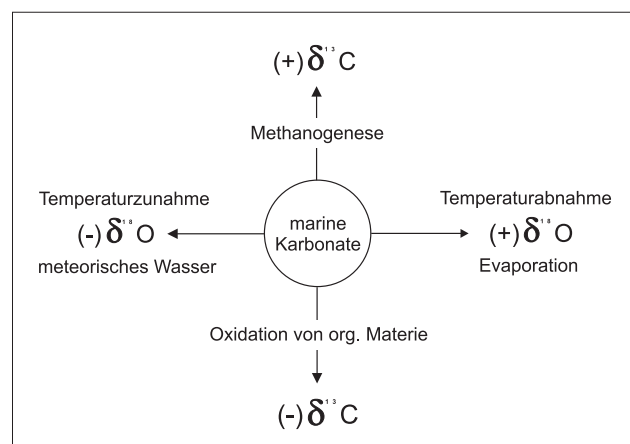 (+) δ¹³C
Methanogenese
Temperaturzunahme
(-) δ¹⁸O
meteorisches Wasser
marine
Karbonate
Temperaturabnahme
(+) δ¹⁸O
Evaporation
Oxidation von org. Materie
(-) δ¹³C